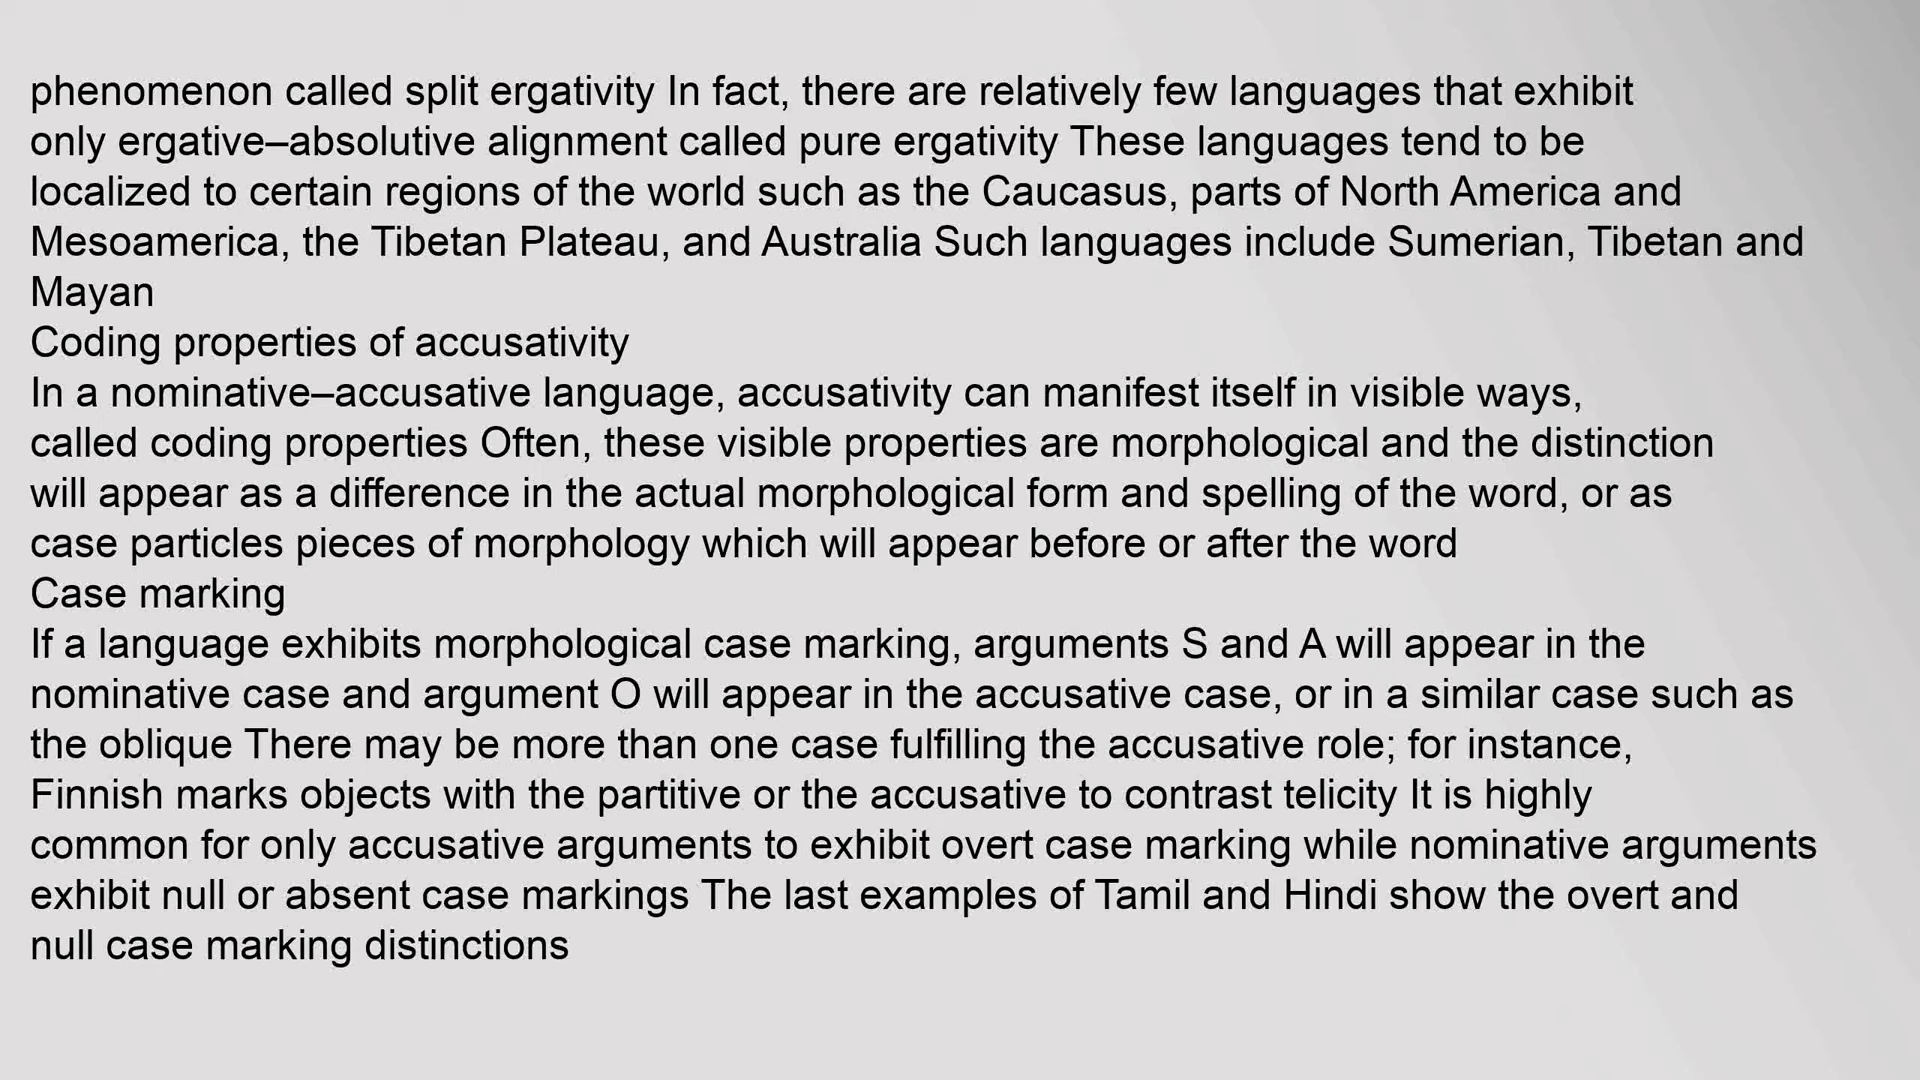 phenomenon called split ergativity In fact, there are relatively few languages that exhibit
only ergative–absolutive alignment called pure ergativity These languages tend to be
localized to certain regions of the world such as the Caucasus, parts of North America and
Mesoamerica, the Tibetan Plateau, and Australia Such languages include Sumerian, Tibetan and
Mayan
Coding properties of accusativity
In a nominative–accusative language, accusativity can manifest itself in visible ways,
called coding properties Often, these visible properties are morphological and the distinction
will appear as a difference in the actual morphological form and spelling of the word, or as
case particles pieces of morphology which will appear before or after the word
Case marking
If a language exhibits morphological case marking, arguments S and A will appear in the
nominative case and argument O will appear in the accusative case, or in a similar case such as
the oblique There may be more than one case fulfilling the accusative role; for instance,
Finnish marks objects with the partitive or the accusative to contrast telicity It is highly
common for only accusative arguments to exhibit overt case marking while nominative arguments
exhibit null or absent case markings The last examples of Tamil and Hindi show the overt and
null case marking distinctions